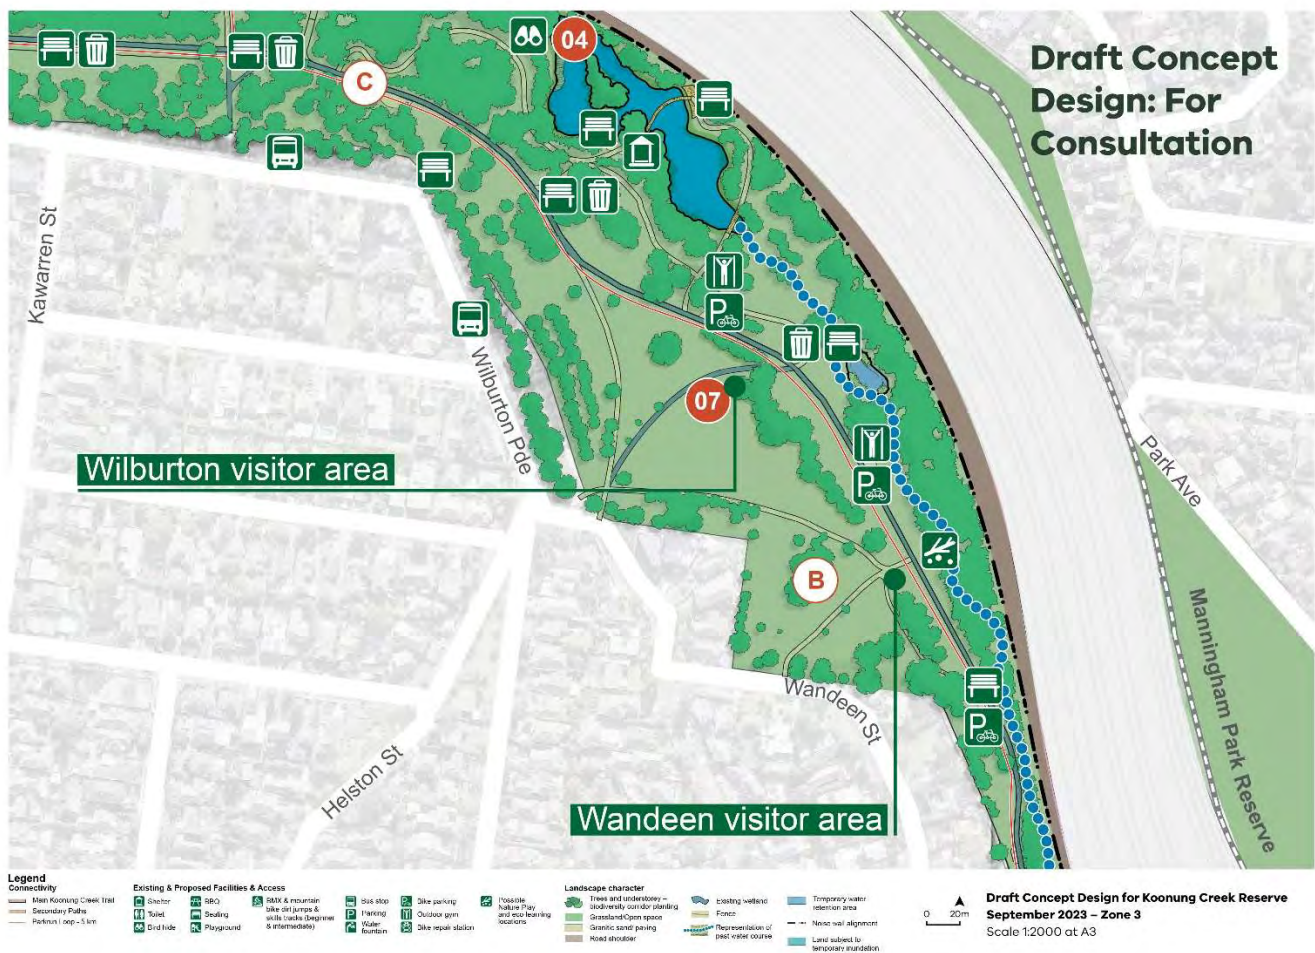 Draft Concept
Design: For
Consultation
04
C
Kawarren St
Wilburton Pde
07
Wilburton visitor area
Park Ave
B
Manningham Park Reserve
Wandeen St
Helston St
Wandeen visitor area
Legend
Connectivity
Main Koonung Creek Trail
Secondary Paths
Parkrun Loop - 5 km
Existing & Proposed Facilities & Access
Shelter
Toilet
Bird hide
BBQ
Seating
Playground
BMX & mountain
bike dirt jumps &
skills tracks (beginner
& intermediate)
Bus stop
Parking
Water
fountain
Bike parking
Outdoor gym
Bike repair station
Possible
Nature Play
and eco learning
locations
Landscape character
Trees and understorey –
biodiversity corridor planting
Grassland/Open space
Granitic sand/ paving
Road shoulder
Existing wetland
Fence
Representation of
past water course
Temporary water
retention area
Noise wall alignment
Land subject to
temporary inundation
0 20m
Draft Concept Design for Koonung Creek Reserve
September 2023 – Zone 3
Scale 1:2000 at A3